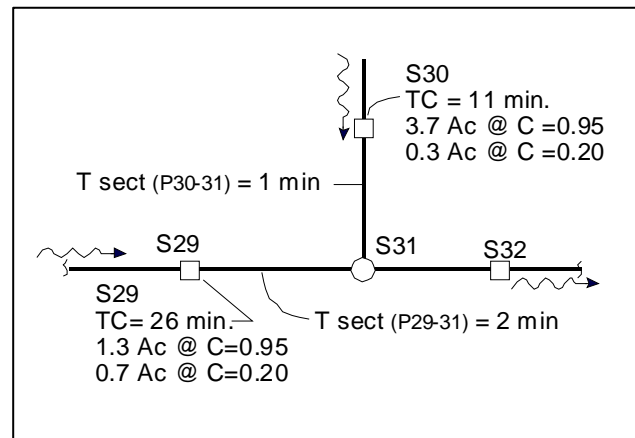 S30
TC = 11 min.
3.7 Ac @ C =0.95
0.3 Ac @ C = 0.20
T sect (P30-31) = 1 min
S29
S31
S32
S29
TC= 26 min.
1.3 Ac @ C=0.95
0.7 Ac @ C=0.20
T sect (P29-31) = 2 min